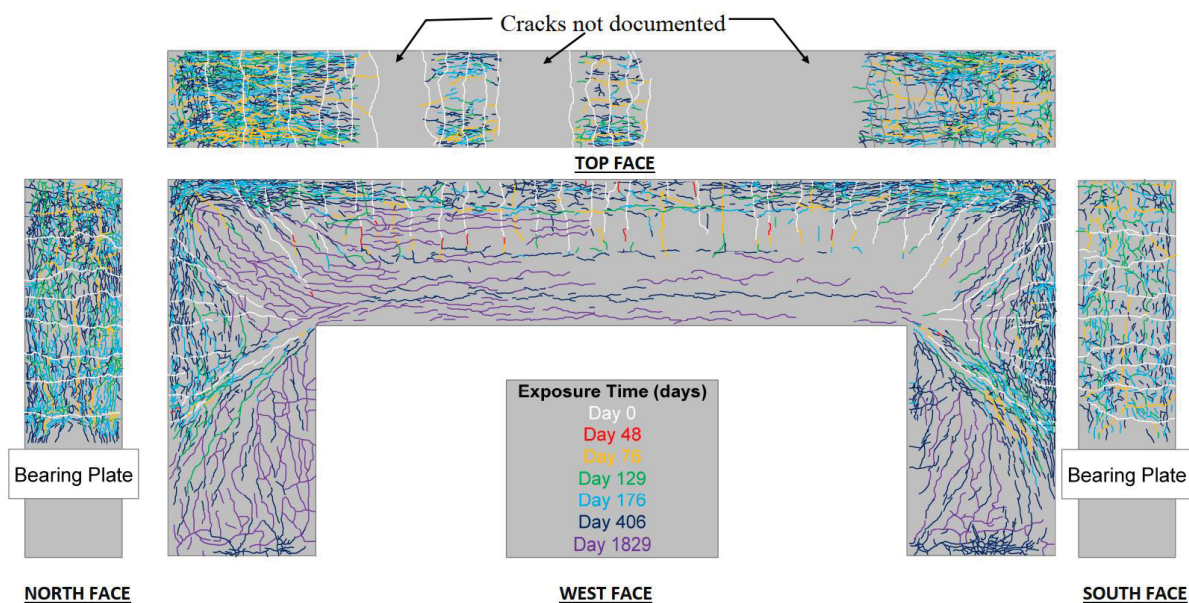 Cracks not documented
TOP FACE
Exposure Time (days)
Day 0
Day 48
Day 76
Day 129
Day 176
Day 406
Day 1829
Bearing Plate
Bearing Plate
NORTH FACE
WEST FACE
SOUTH FACE